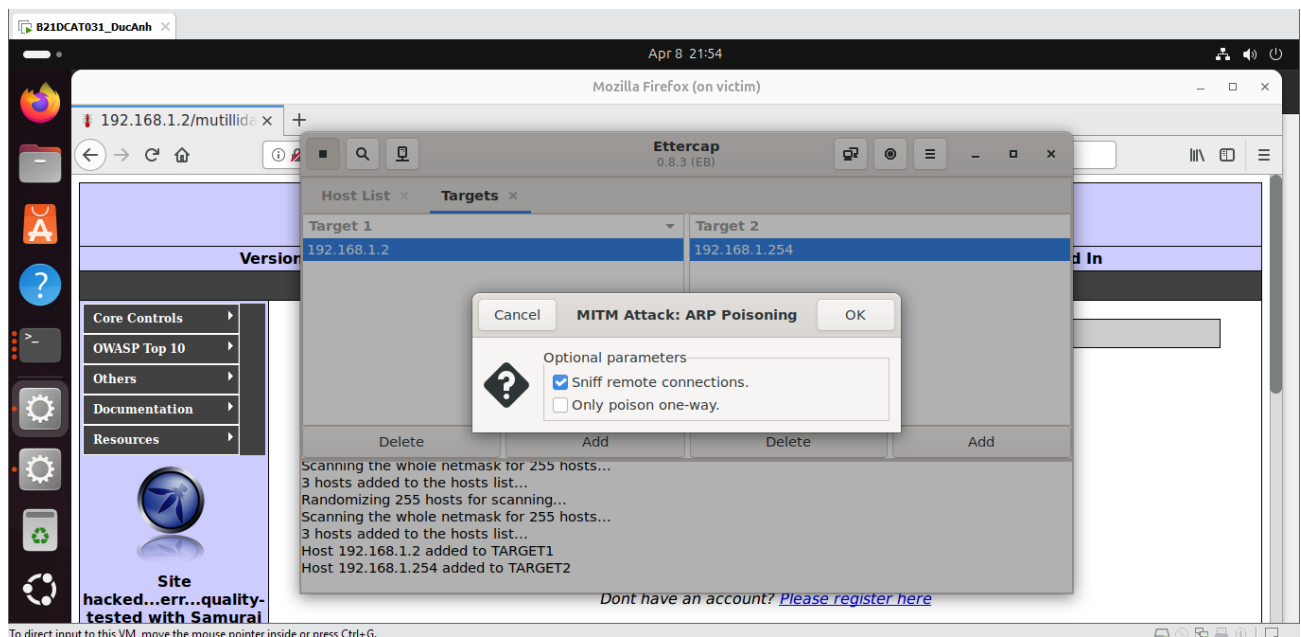 B21DCAT031_DucAnh
Apr 8 21:54
Mozilla Firefox (on victim)
192.168.1.2/mutillida
Ettercap
0.8.3 (EB)
Host List
Targets
Target 1
Target 2
192.168.1.2
192.168.1.254
Version
d In
Cancel
MITM Attack: ARP Poisoning
OK
Optional parameters
Sniff remote connections.
Only poison one-way.
Core Controls
OWASP Top 10
Others
Documentation
Resources
Delete
Add
Delete
Add
Scanning the whole netmask for 255 hosts...
3 hosts added to the hosts list...
Randomizing 255 hosts for scanning...
Scanning the whole netmask for 255 hosts...
3 hosts added to the hosts list...
Host 192.168.1.2 added to TARGET1
Host 192.168.1.254 added to TARGET2
Site
hacked...err...quality-
tested with Samurai
Dont have an account? Please register here
To direct input to this VM, move the mouse pointer inside or press Ctrl+G.